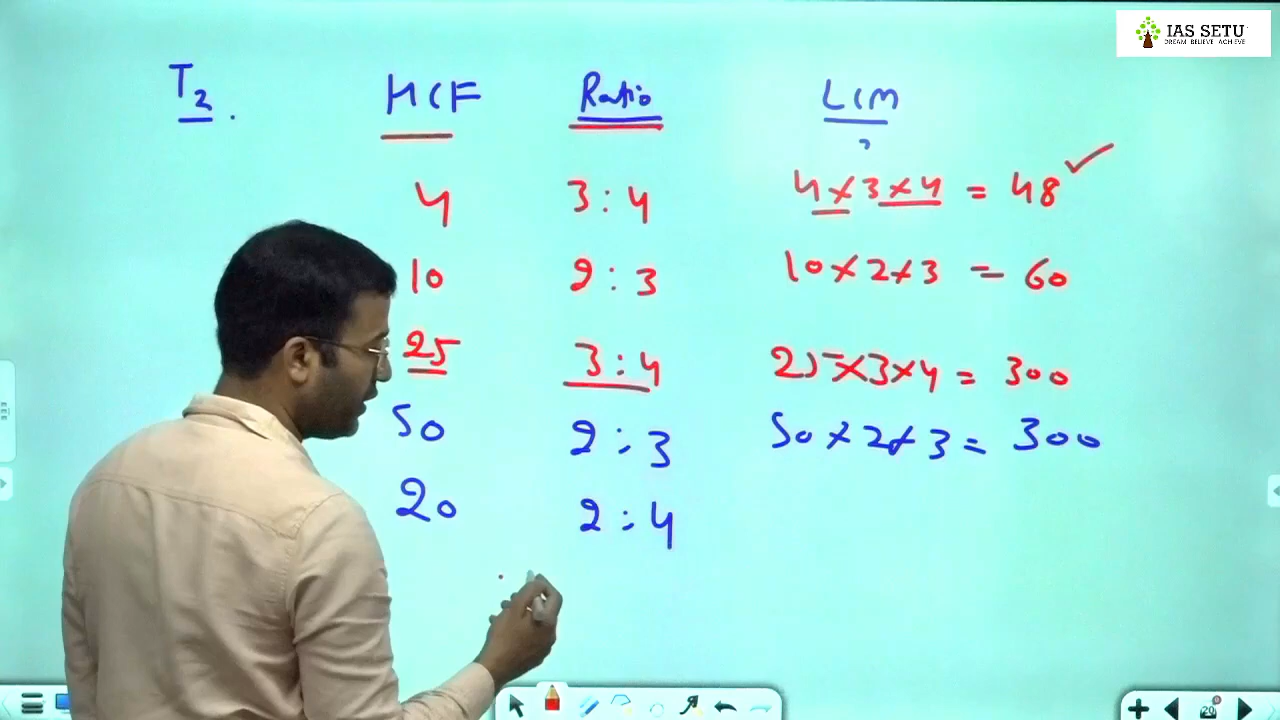 IAS SETU
DREAM BELIEVE ACHIEVE
T2. HCF Ratio LCM
?
4 3:4 4×3×4 = 48 ✓
10 2:3 10×2×3 = 60
25 3:4 25×3×4 = 300
50 2:3 50×2×3 = 300
20 2:4
20